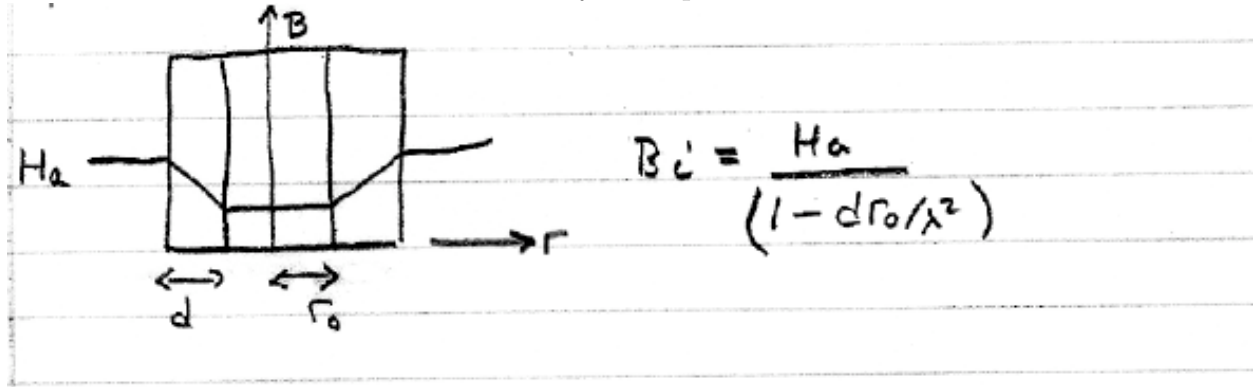 B
Ha
Bi = Ha / (1 - dr₀/λ²)
r
d
r₀